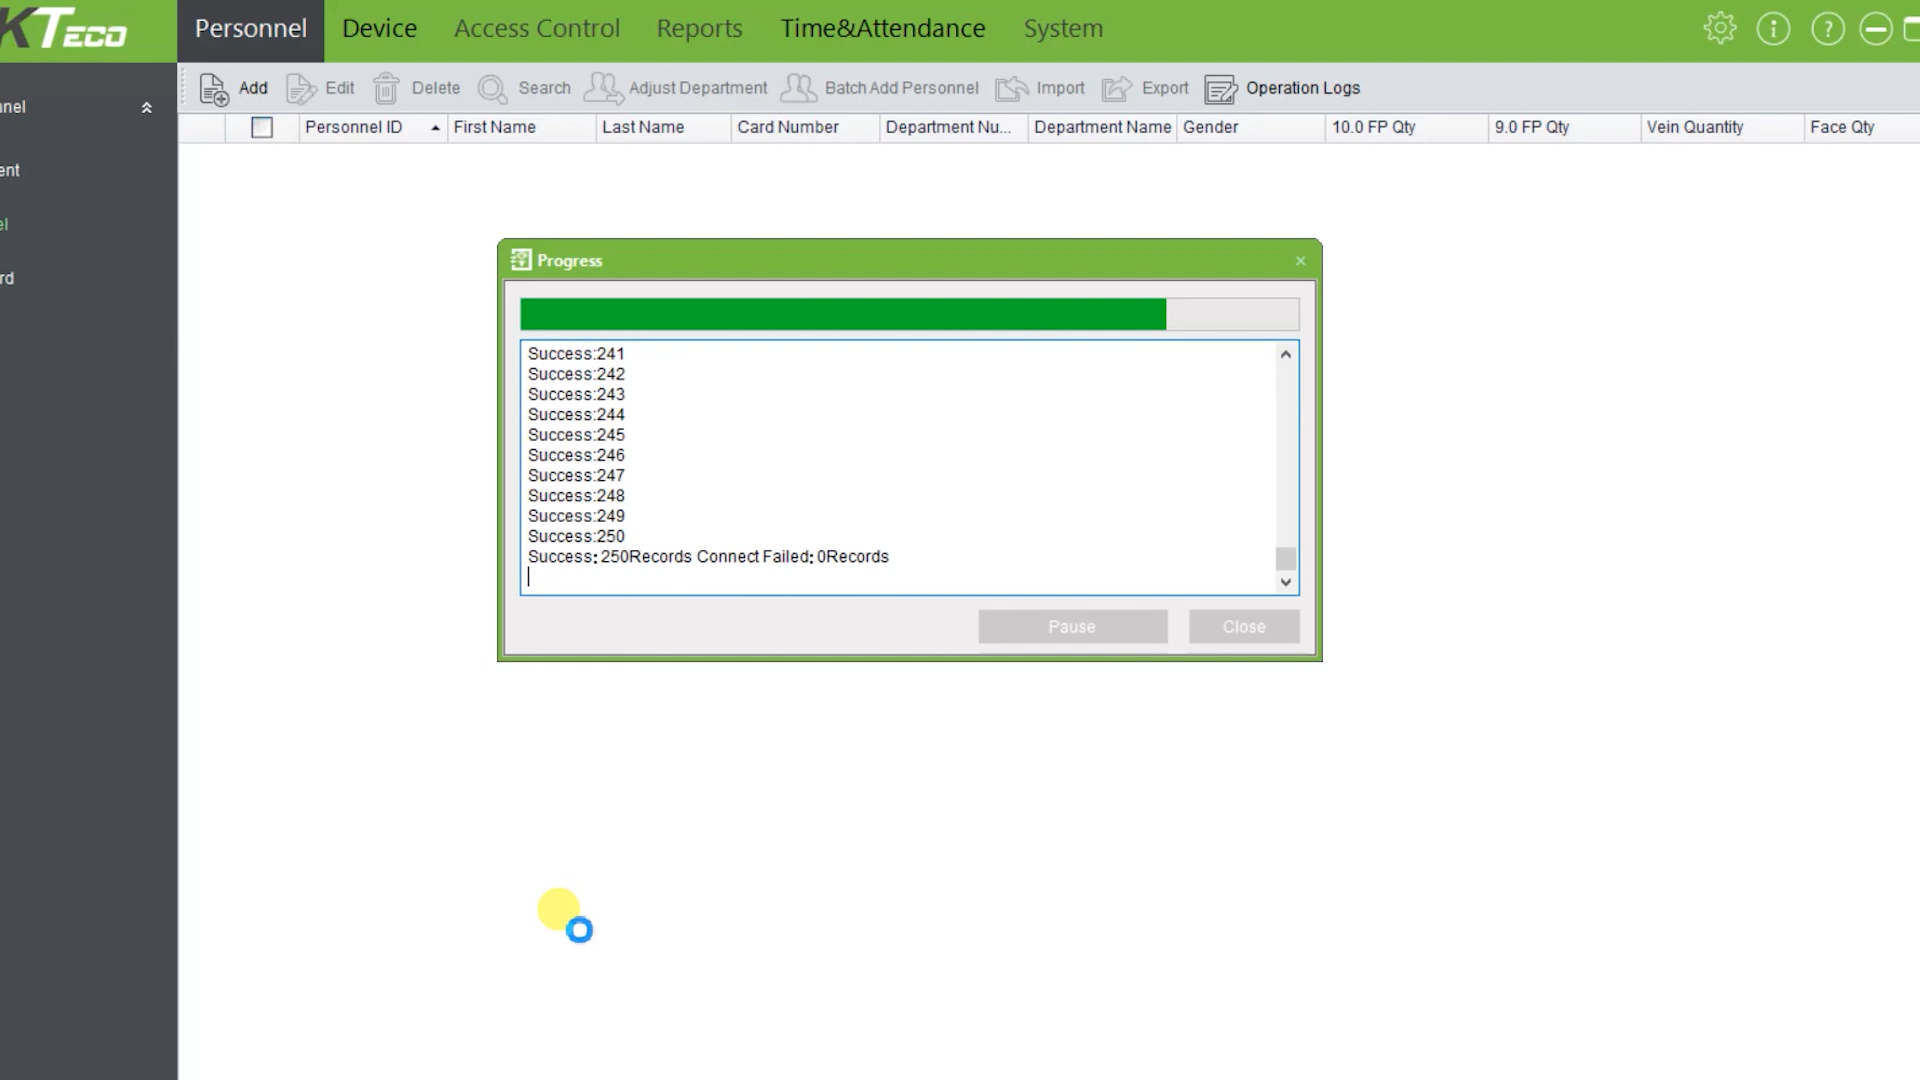 KTECO
Personnel Device Access Control Reports Time&Attendance System
Add Edit Delete Search Adjust Department Batch Add Personnel Import Export Operation Logs
nel
Personnel ID First Name Last Name Card Number Department Nu... Department Name Gender 10.0 FP Qty 9.0 FP Qty Vein Quantity Face Qty
ent
el
rd
Progress
Success:241
Success:242
Success:243
Success:244
Success:245
Success:246
Success:247
Success:248
Success:249
Success:250
Success: 250Records Connect Failed: 0Records
Pause Close